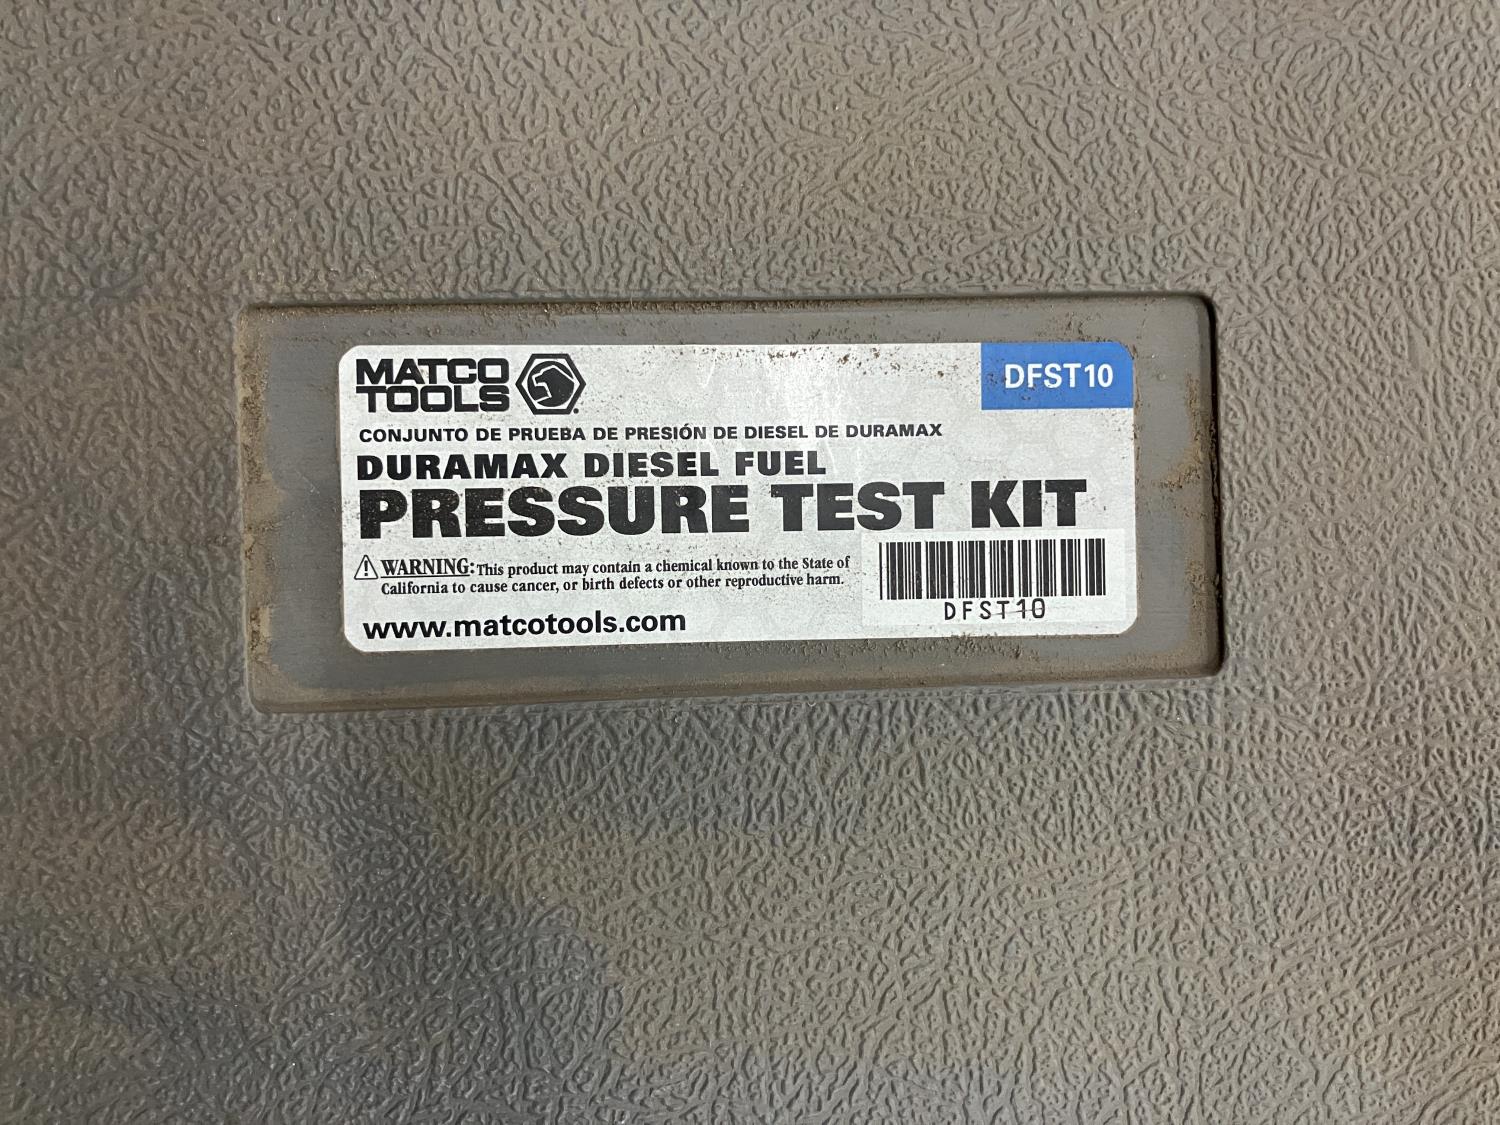 MATCO
TOOLS
DFST10
CONJUNTO DE PRUEBA DE PRESIÓN DE DIESEL DE DURAMAX
DURAMAX DIESEL FUEL
PRESSURE TEST KIT
WARNING: This product may contain a chemical known to the State of
California to cause cancer, or birth defects or other reproductive harm.
www.matcotools.com
DFST10